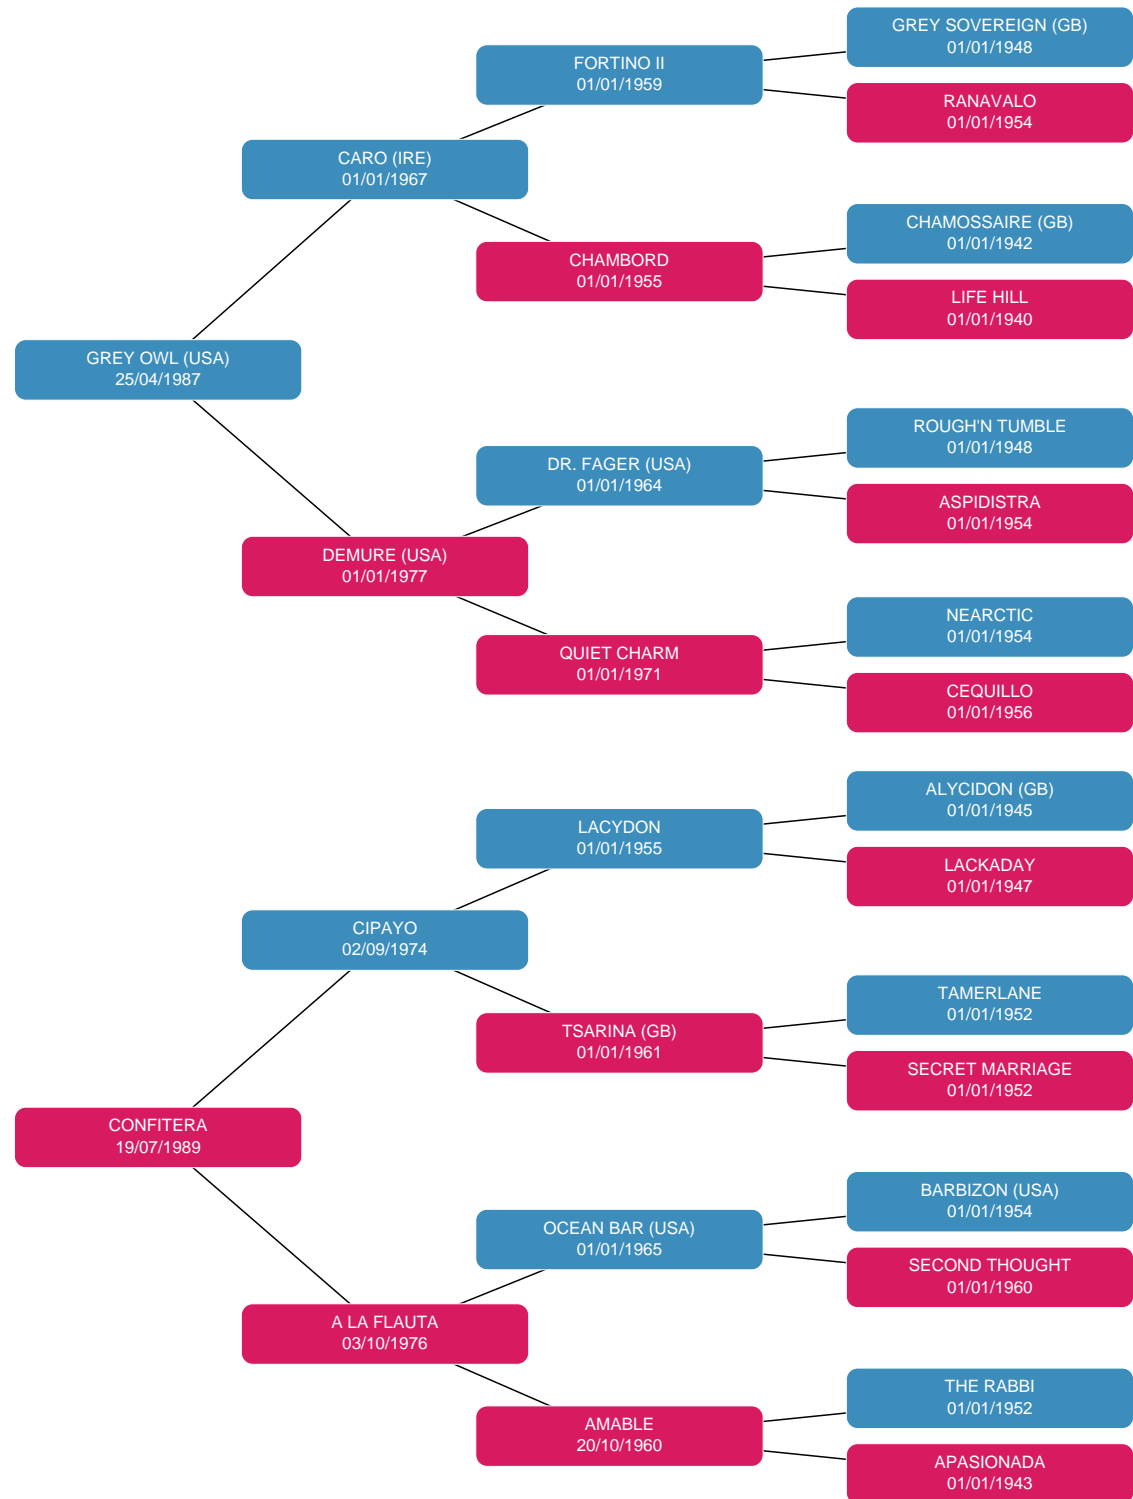 GREY SOVEREIGN (GB)
01/01/1948
FORTINO II
01/01/1959
RANAVALO
01/01/1954
CARO (IRE)
01/01/1967
CHAMOSSAIRE (GB)
01/01/1942
CHAMBORD
01/01/1955
LIFE HILL
01/01/1940
GREY OWL (USA)
25/04/1987
ROUGH'N TUMBLE
01/01/1948
DR. FAGER (USA)
01/01/1964
ASPIDISTRA
01/01/1954
DEMURE (USA)
01/01/1977
NEARCTIC
01/01/1954
QUIET CHARM
01/01/1971
CEQUILLO
01/01/1956
ALYCIDON (GB)
01/01/1945
LACYDON
01/01/1955
LACKADAY
01/01/1947
CIPAYO
02/09/1974
TAMERLANE
01/01/1952
TSARINA (GB)
01/01/1961
SECRET MARRIAGE
01/01/1952
CONFITERA
19/07/1989
BARBIZON (USA)
01/01/1954
OCEAN BAR (USA)
01/01/1965
SECOND THOUGHT
01/01/1960
A LA FLAUTA
03/10/1976
THE RABBI
01/01/1952
AMABLE
20/10/1960
APASIONADA
01/01/1943